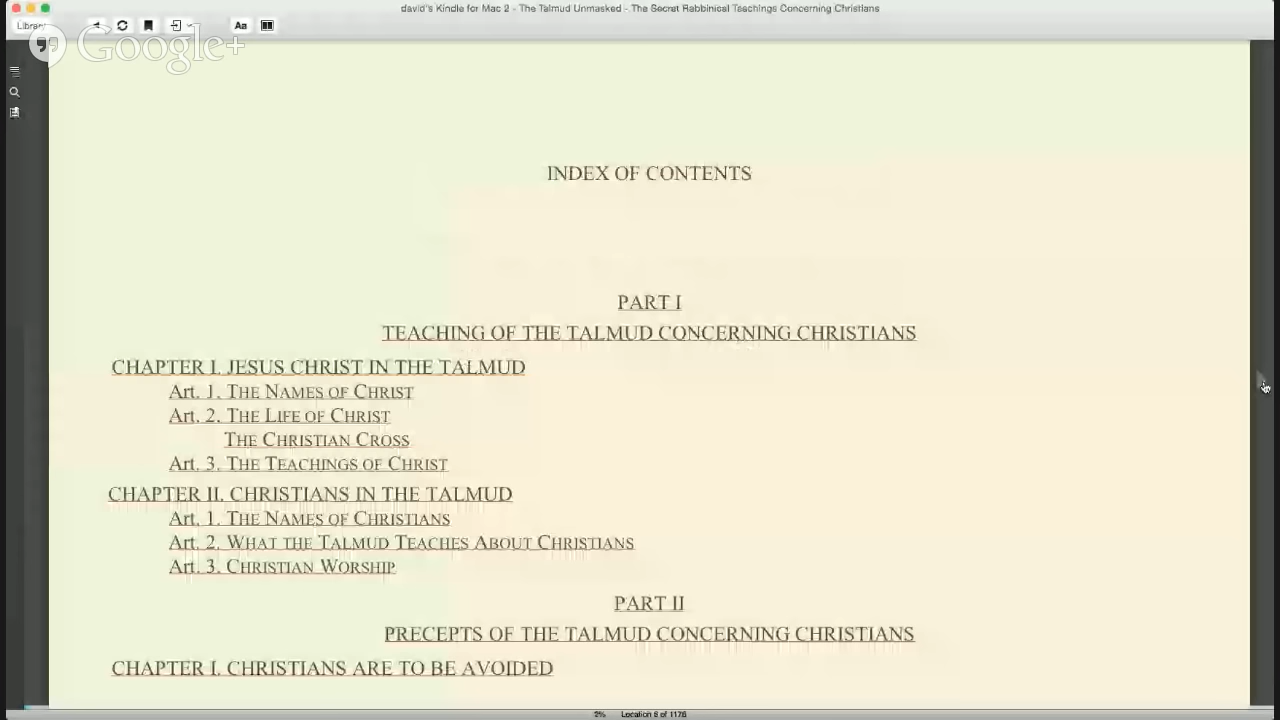 david's Kindle for Mac 2 - The Talmud Unmasked - The Secret Rabbinical Teachings Concerning Christians
Library Aa
Google+
INDEX OF CONTENTS
PART I
TEACHING OF THE TALMUD CONCERNING CHRISTIANS
CHAPTER I. JESUS CHRIST IN THE TALMUD
Art. 1. THE NAMES OF CHRIST
Art. 2. THE LIFE OF CHRIST
THE CHRISTIAN CROSS
Art. 3. THE TEACHINGS OF CHRIST
CHAPTER II. CHRISTIANS IN THE TALMUD
Art. 1. THE NAMES OF CHRISTIANS
Art. 2. WHAT THE TALMUD TEACHES ABOUT CHRISTIANS
Art. 3. CHRISTIAN WORSHIP
PART II
PRECEPTS OF THE TALMUD CONCERNING CHRISTIANS
CHAPTER I. CHRISTIANS ARE TO BE AVOIDED
2% Location 8 of 1176